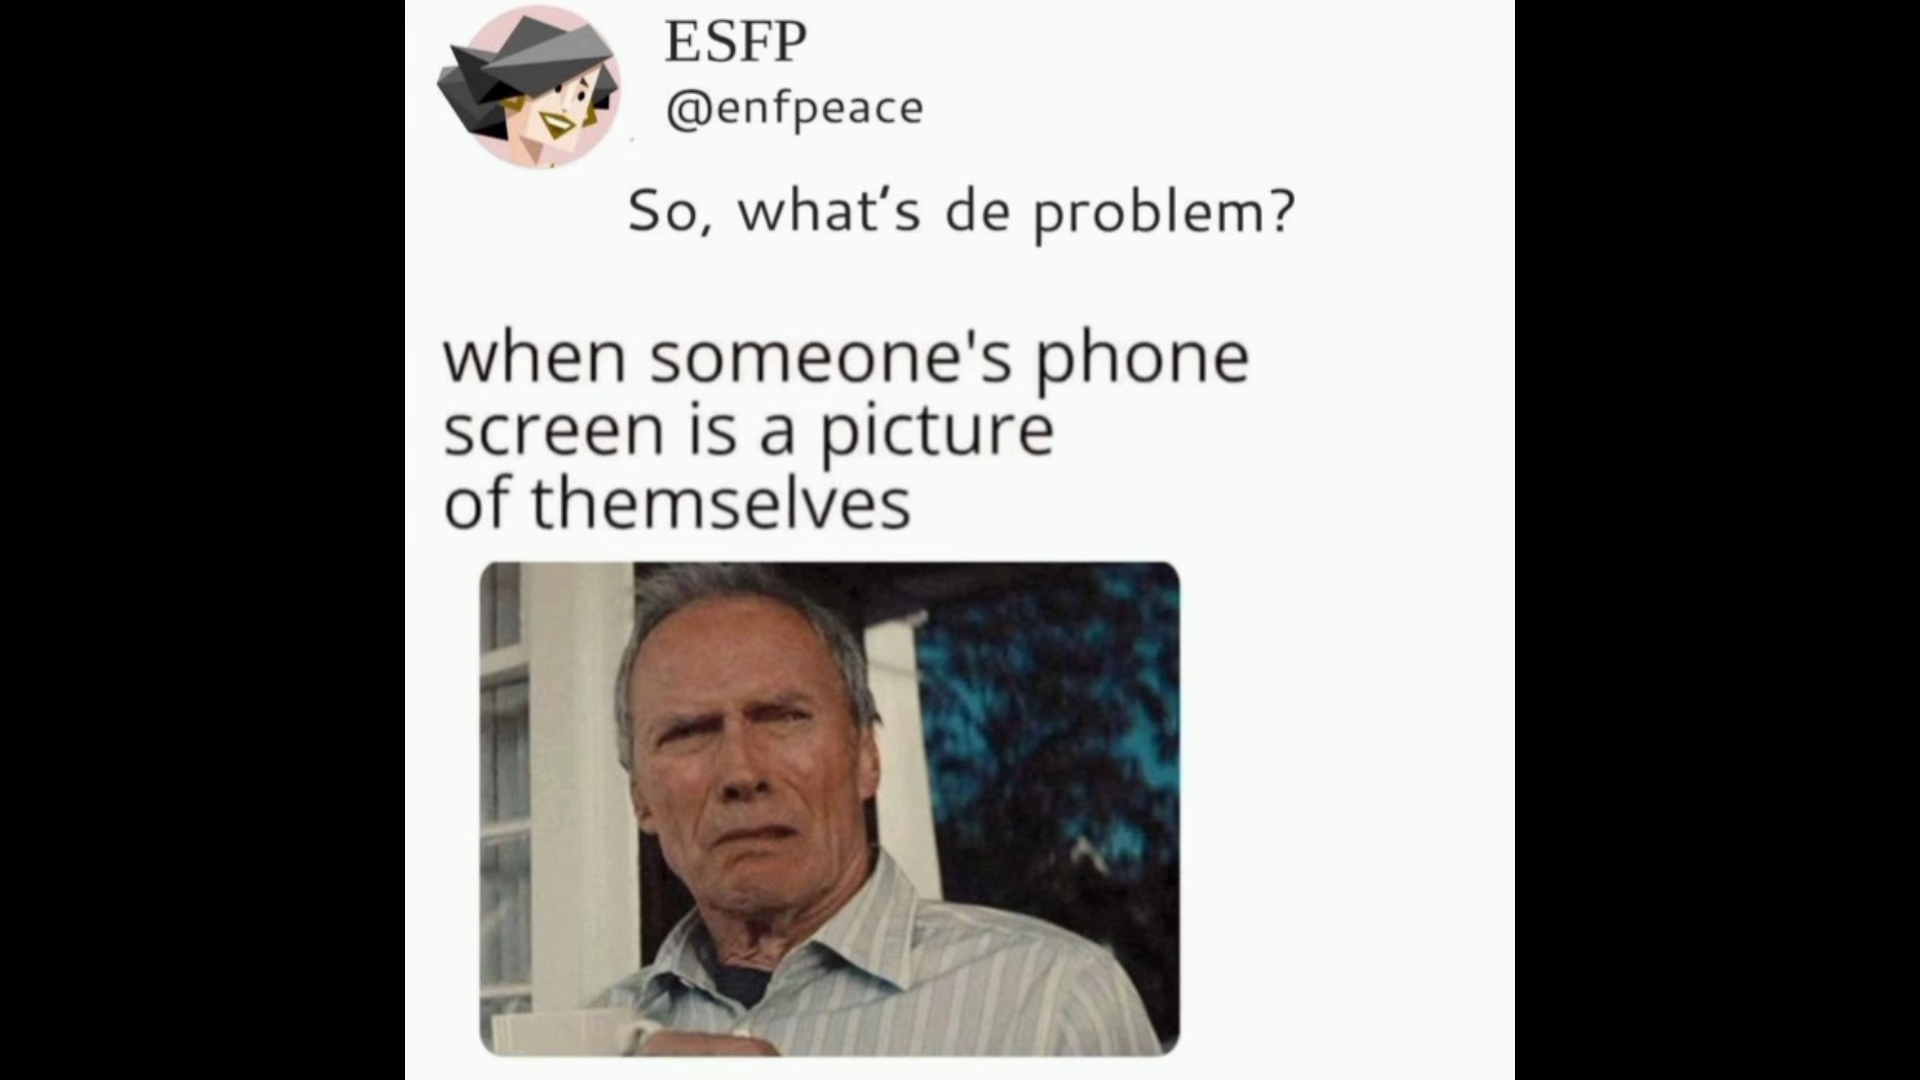 ESFP
@enfpeace
So, what's de problem?
when someone's phone
screen is a picture
of themselves